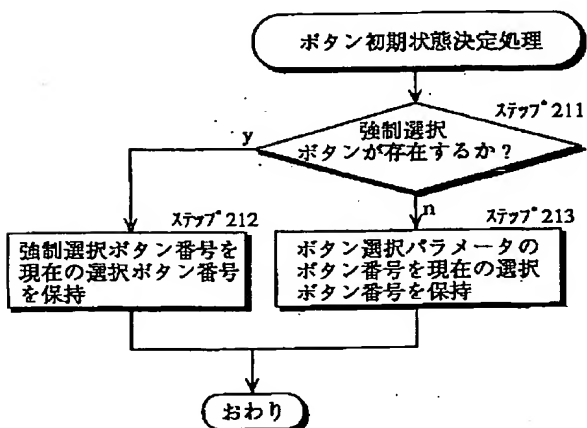 ボタン初期状態決定処理
ステップ211
強制選択
ボタンが存在するか?
y
n
ステップ212
強制選択ボタン番号を
現在の選択ボタン番号
を保持
ステップ213
ボタン選択パラメータの
ボタン番号を現在の選択
ボタン番号を保持
おわり